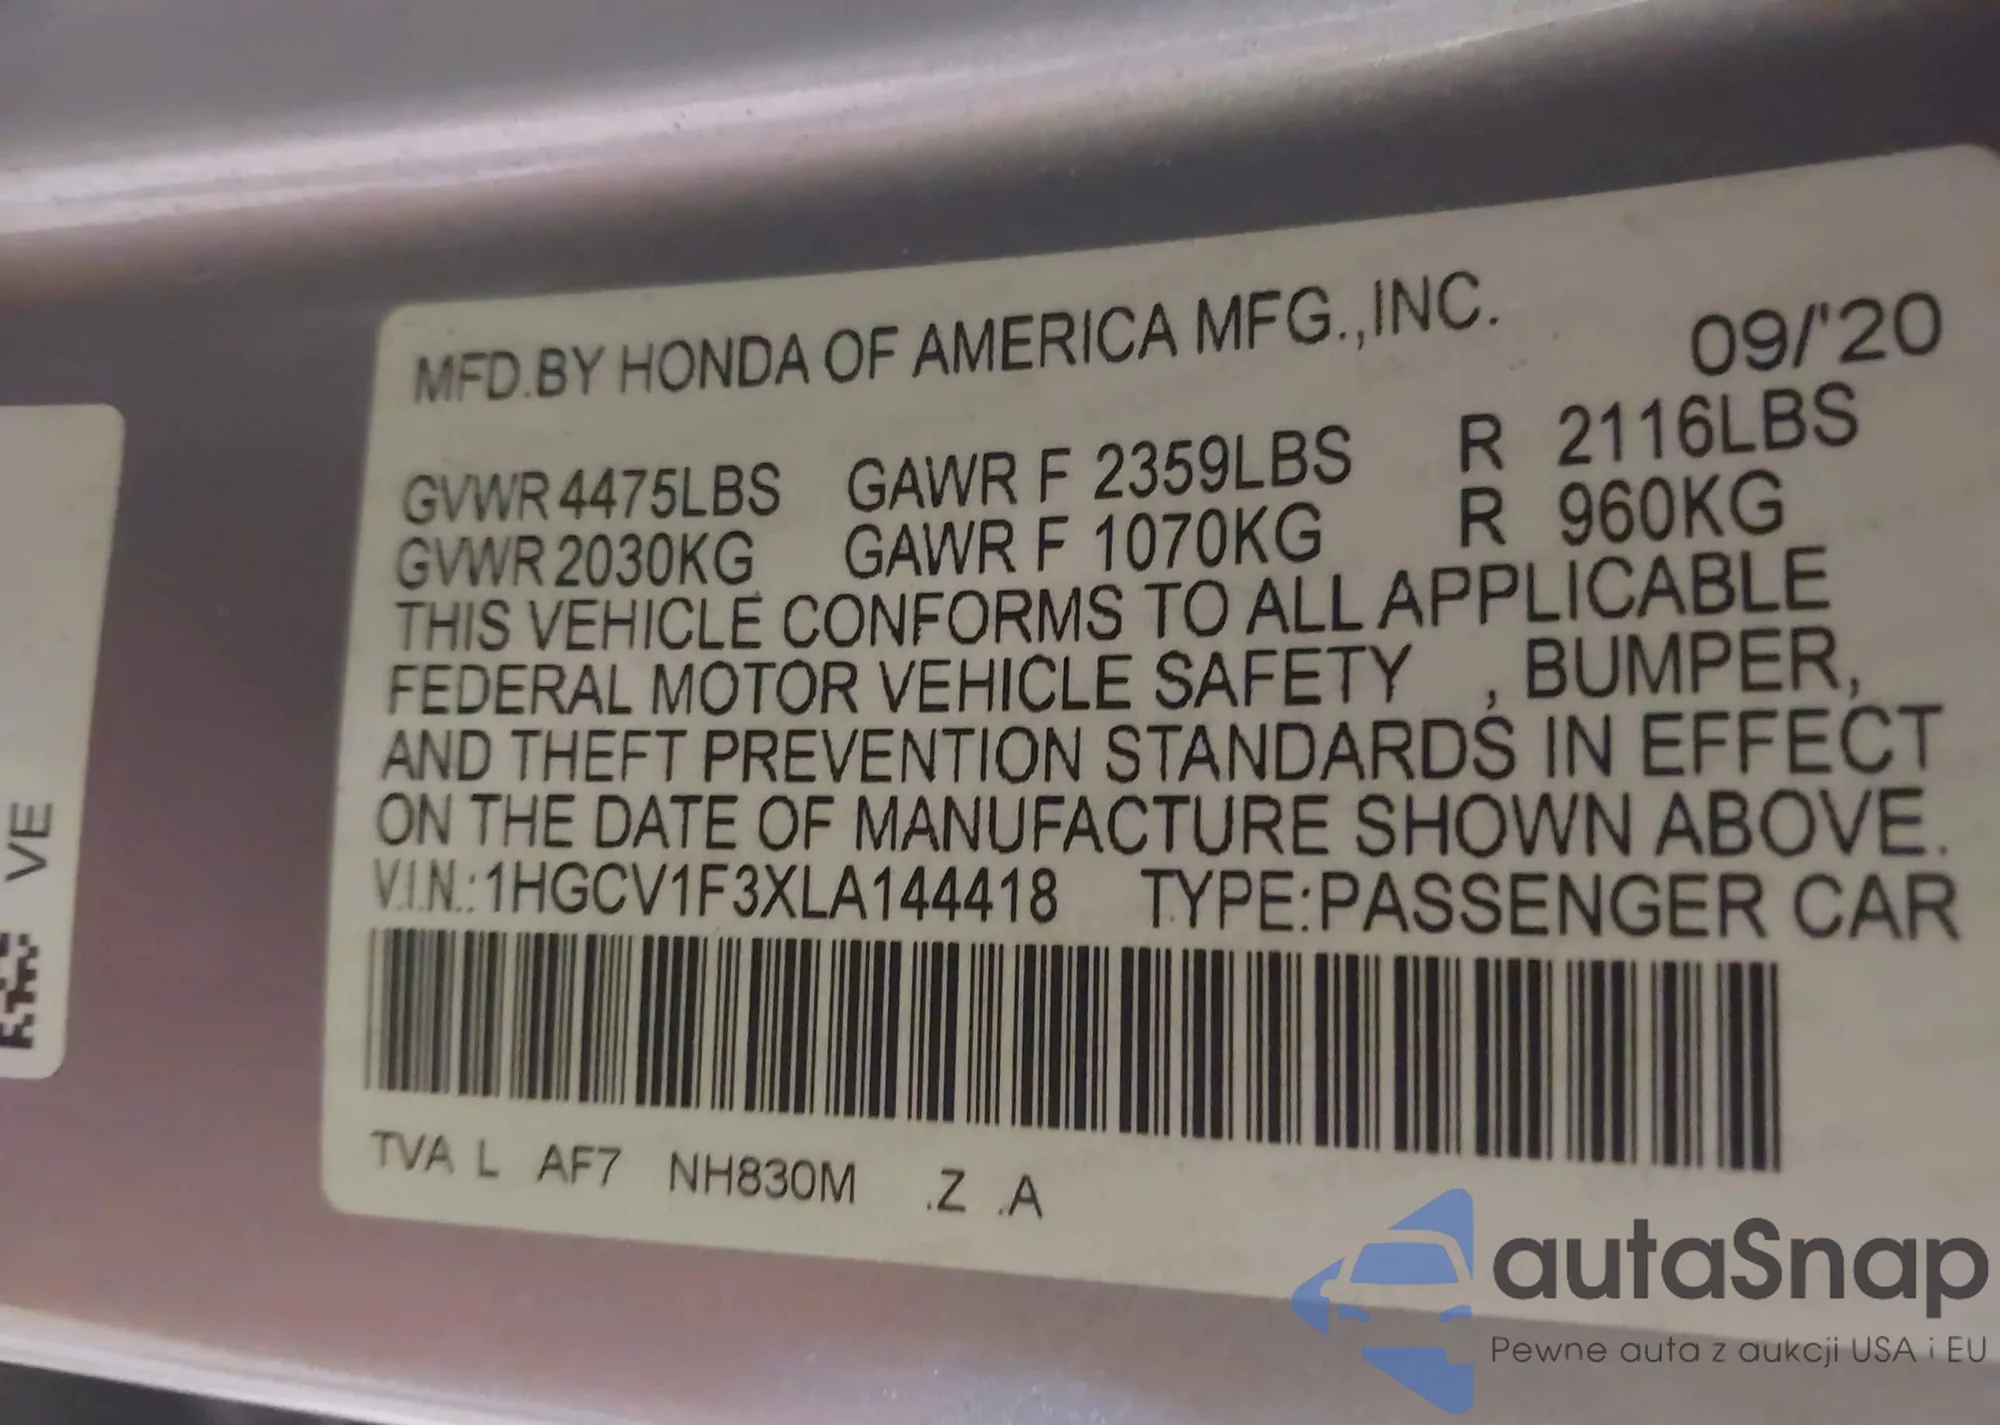 MFD.BY HONDA OF AMERICA MFG.,INC.
09/'20
GVWR 4475LBS GAWR F 2359LBS R 2116LBS
GVWR 2030KG GAWR F 1070KG R 960KG
THIS VEHICLE CONFORMS TO ALL APPLICABLE
FEDERAL MOTOR VEHICLE SAFETY , BUMPER,
AND THEFT PREVENTION STANDARDS IN EFFECT
ON THE DATE OF MANUFACTURE SHOWN ABOVE.
V.I.N.:1HGCV1F3XLA144418 TYPE:PASSENGER CAR
TVA L AF7 NH830M .Z .A
VE
autaSnap
Pewne auta z aukcji USA i EU